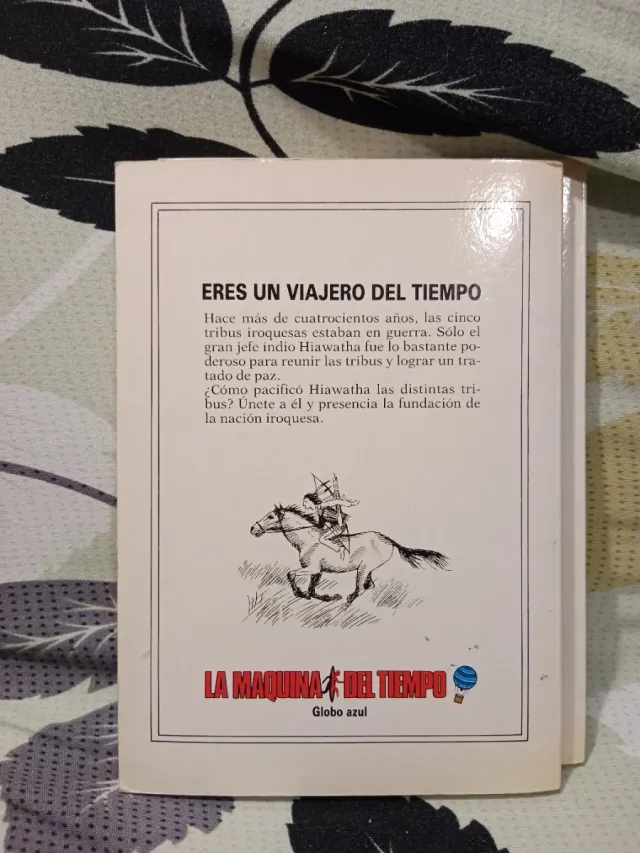 ERES UN VIAJERO DEL TIEMPO
Hace más de cuatrocientos años, las cinco
tribus iroquesas estaban en guerra. Sólo el
gran jefe indio Hiawatha fue lo bastante po-
deroso para reunir las tribus y lograr un tra-
tado de paz.
¿Cómo pacificó Hiawatha las distintas tri-
bus? Únete a él y presencia la fundación de
la nación iroquesa.
LA MAQUINA DEL TIEMPO
Globo azul